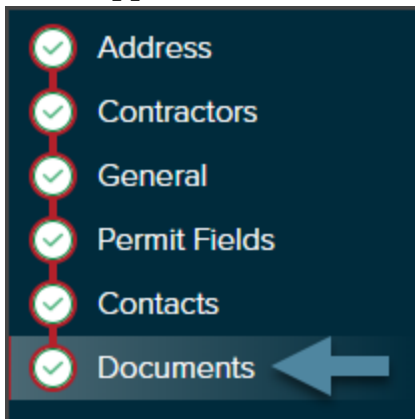 Address
Contractors
General
Permit Fields
Contacts
Documents